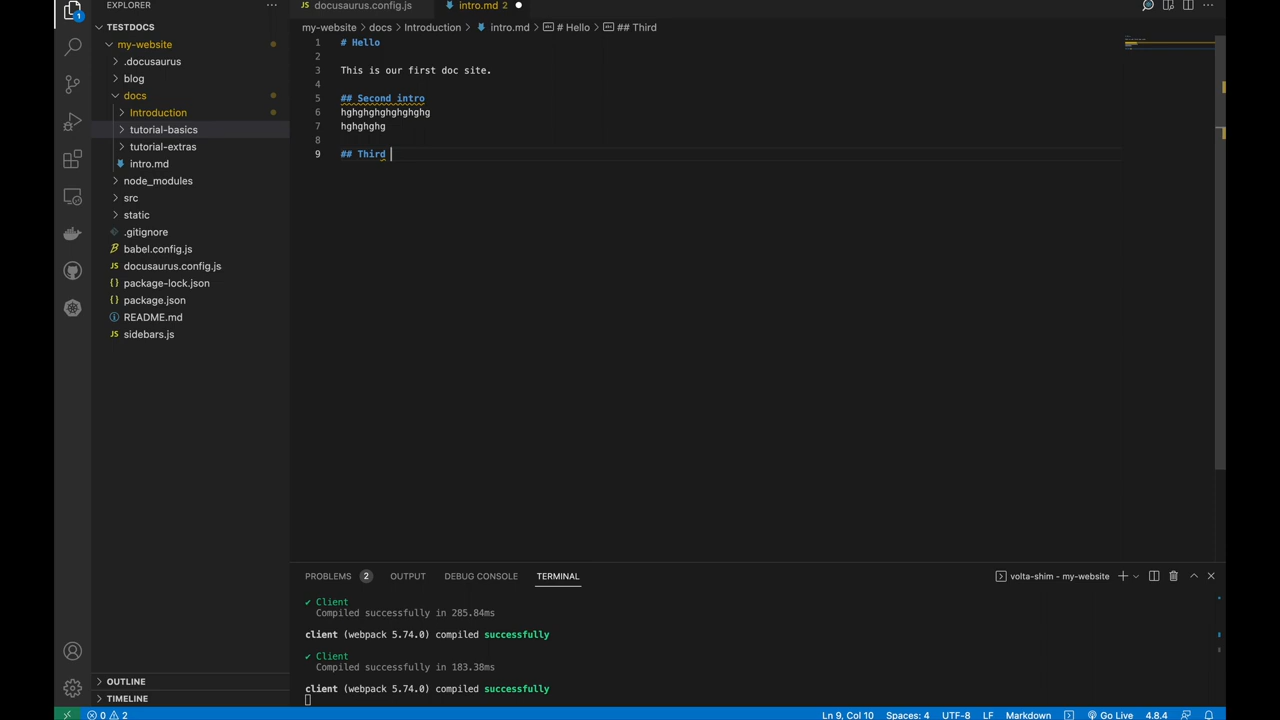 EXPLORER
TESTDOCS
my-website
.docusaurus
blog
docs
Introduction
tutorial-basics
tutorial-extras
intro.md
node_modules
src
static
.gitignore
babel.config.js
JS docusaurus.config.js
{} package-lock.json
{} package.json
README.md
JS sidebars.js
OUTLINE
TIMELINE
1
JS docusaurus.config.js
intro.md 2
my-website > docs > Introduction > intro.md > # Hello > ## Third
1 # Hello
2
3 This is our first doc site.
4
5 ## Second intro
6 hghghghghghghghg
7 hghghghg
8
9 ## Third
PROBLEMS 2 OUTPUT DEBUG CONSOLE TERMINAL
volta-shim - my-website
✔ Client
Compiled successfully in 285.84ms
client (webpack 5.74.0) compiled successfully
✔ Client
Compiled successfully in 183.38ms
client (webpack 5.74.0) compiled successfully
0 2
Ln 9, Col 10 Spaces: 4 UTF-8 LF Markdown Go Live 4.8.4